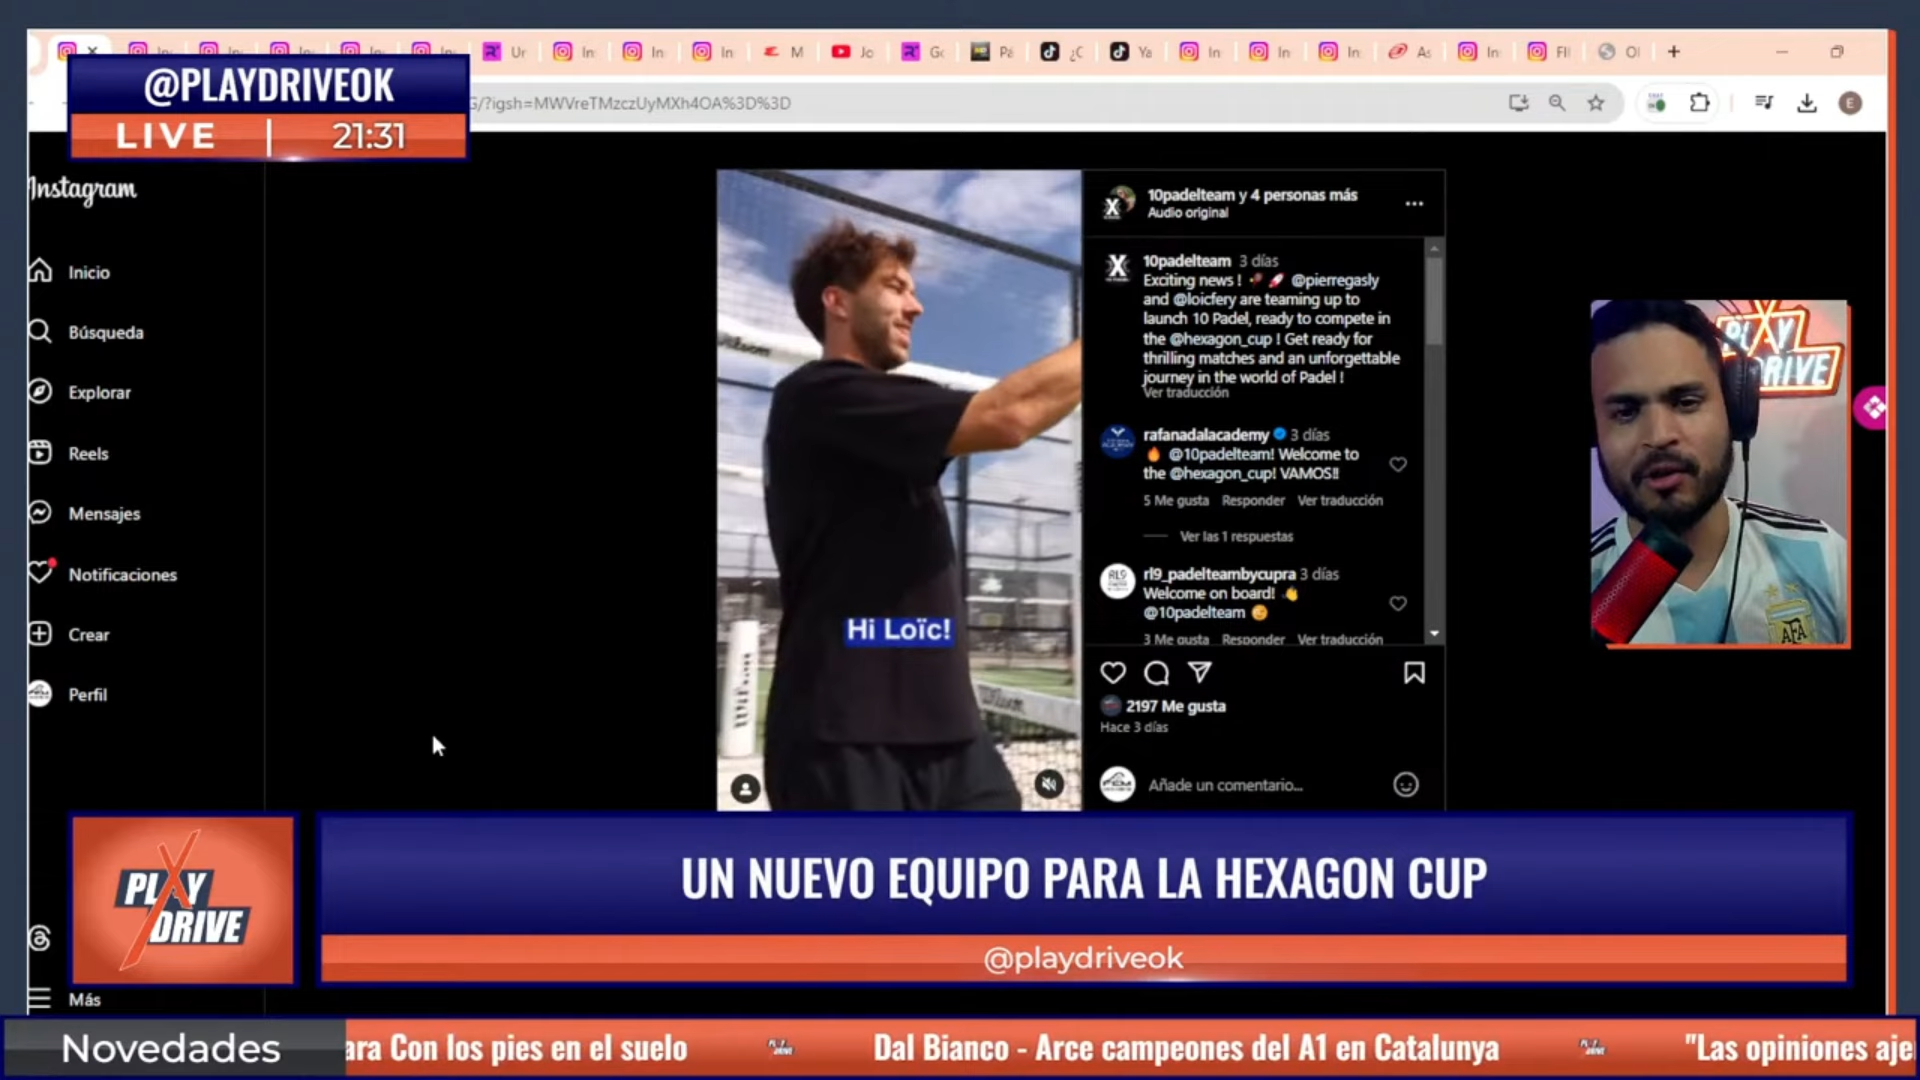 @PLAYDRIVEOK
LIVE | 21:31
/?igsh=MWVreTMzczUyMXh4OA%3D%3D
Instagram
Inicio
Búsqueda
Explorar
Reels
Mensajes
Notificaciones
Crear
Perfil
Más
Wilson
Hi Loïc!
10padelteam y 4 personas más
Audio original
10padelteam 3 días
Exciting news ! @pierregasly
and @loicfery are teaming up to
launch 10 Padel, ready to compete in
the @hexagon_cup ! Get ready for
thrilling matches and an unforgettable
journey in the world of Padel !
Ver traducción
rafanadalacademy 3 días
🔥 @10padelteam! Welcome to
the @hexagon_cup! VAMOS!!
5 Me gusta Responder Ver traducción
Ver las 1 respuestas
rl9_padelteambycupra 3 días
Welcome on board! 👏
@10padelteam
3 Me gusta Responder Ver traducción
2197 Me gusta
Hace 3 días
Añade un comentario...
PLAY
DRIVE
AFA
PLAY
DRIVE
UN NUEVO EQUIPO PARA LA HEXAGON CUP
@playdriveok
Novedades
ara Con los pies en el suelo
Dal Bianco - Arce campeones del A1 en Catalunya
"Las opiniones aje